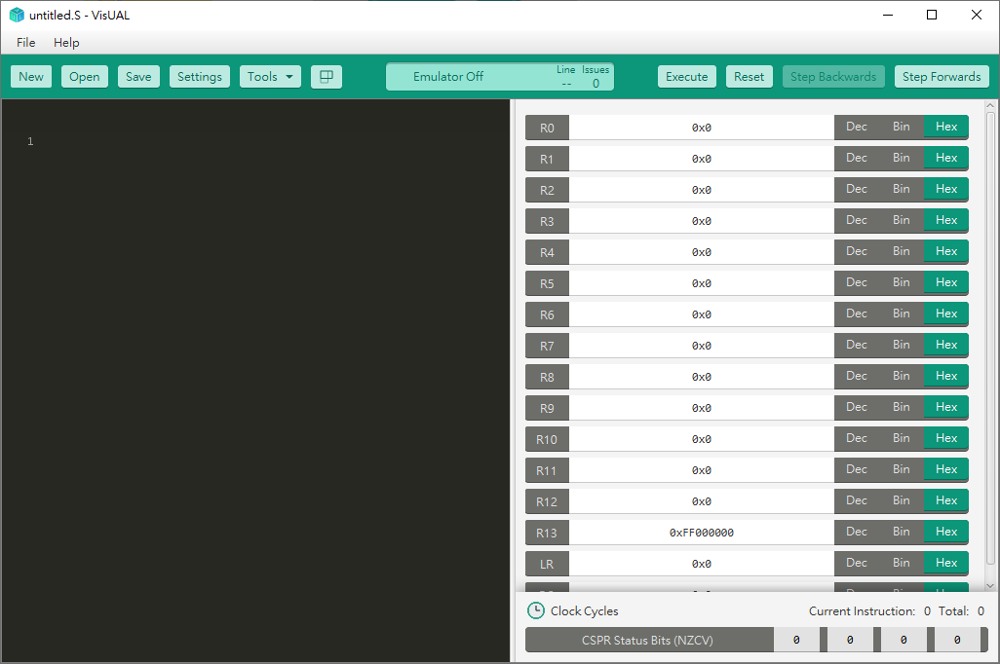 untitled.S - VisUAL
File Help
New Open Save Settings Tools Emulator Off Line Issues -- 0 Execute Reset Step Backwards Step Forwards
1
R0 0x0 Dec Bin Hex
R1 0x0 Dec Bin Hex
R2 0x0 Dec Bin Hex
R3 0x0 Dec Bin Hex
R4 0x0 Dec Bin Hex
R5 0x0 Dec Bin Hex
R6 0x0 Dec Bin Hex
R7 0x0 Dec Bin Hex
R8 0x0 Dec Bin Hex
R9 0x0 Dec Bin Hex
R10 0x0 Dec Bin Hex
R11 0x0 Dec Bin Hex
R12 0x0 Dec Bin Hex
R13 0xFF000000 Dec Bin Hex
LR 0x0 Dec Bin Hex
Clock Cycles Current Instruction: 0 Total: 0
CSPR Status Bits (NZCV) 0 0 0 0